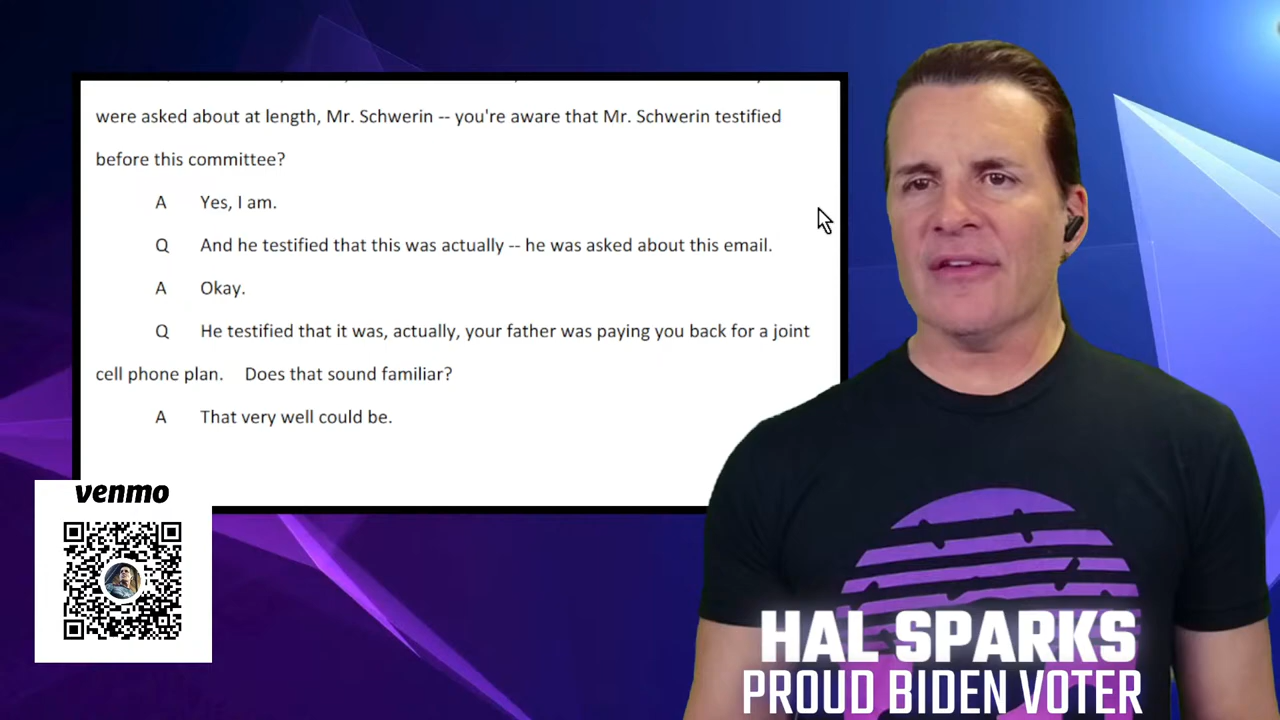 were asked about at length, Mr. Schwerin -- you're aware that Mr. Schwerin testified
before this committee?
A Yes, I am.
Q And he testified that this was actually -- he was asked about this email.
A Okay.
Q He testified that it was, actually, your father was paying you back for a joint
cell phone plan. Does that sound familiar?
A That very well could be.
venmo
HAL SPARKS
PROUD BIDEN VOTER